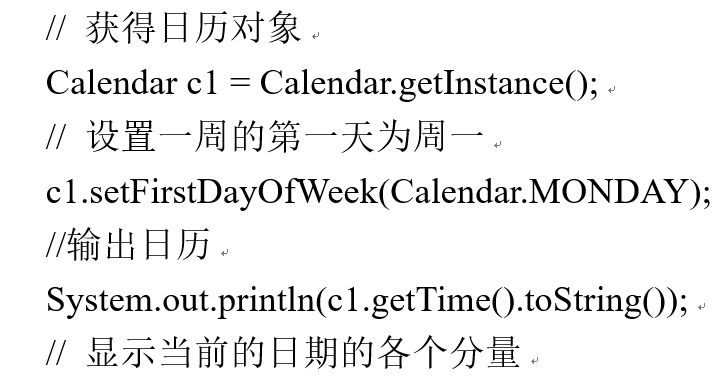 // 获得日历对象
Calendar c1 = Calendar.getInstance();
// 设置一周的第一天为周一
c1.setFirstDayOfWeek(Calendar.MONDAY);
//输出日历
System.out.println(c1.getTime().toString());
// 显示当前的日期的各个分量